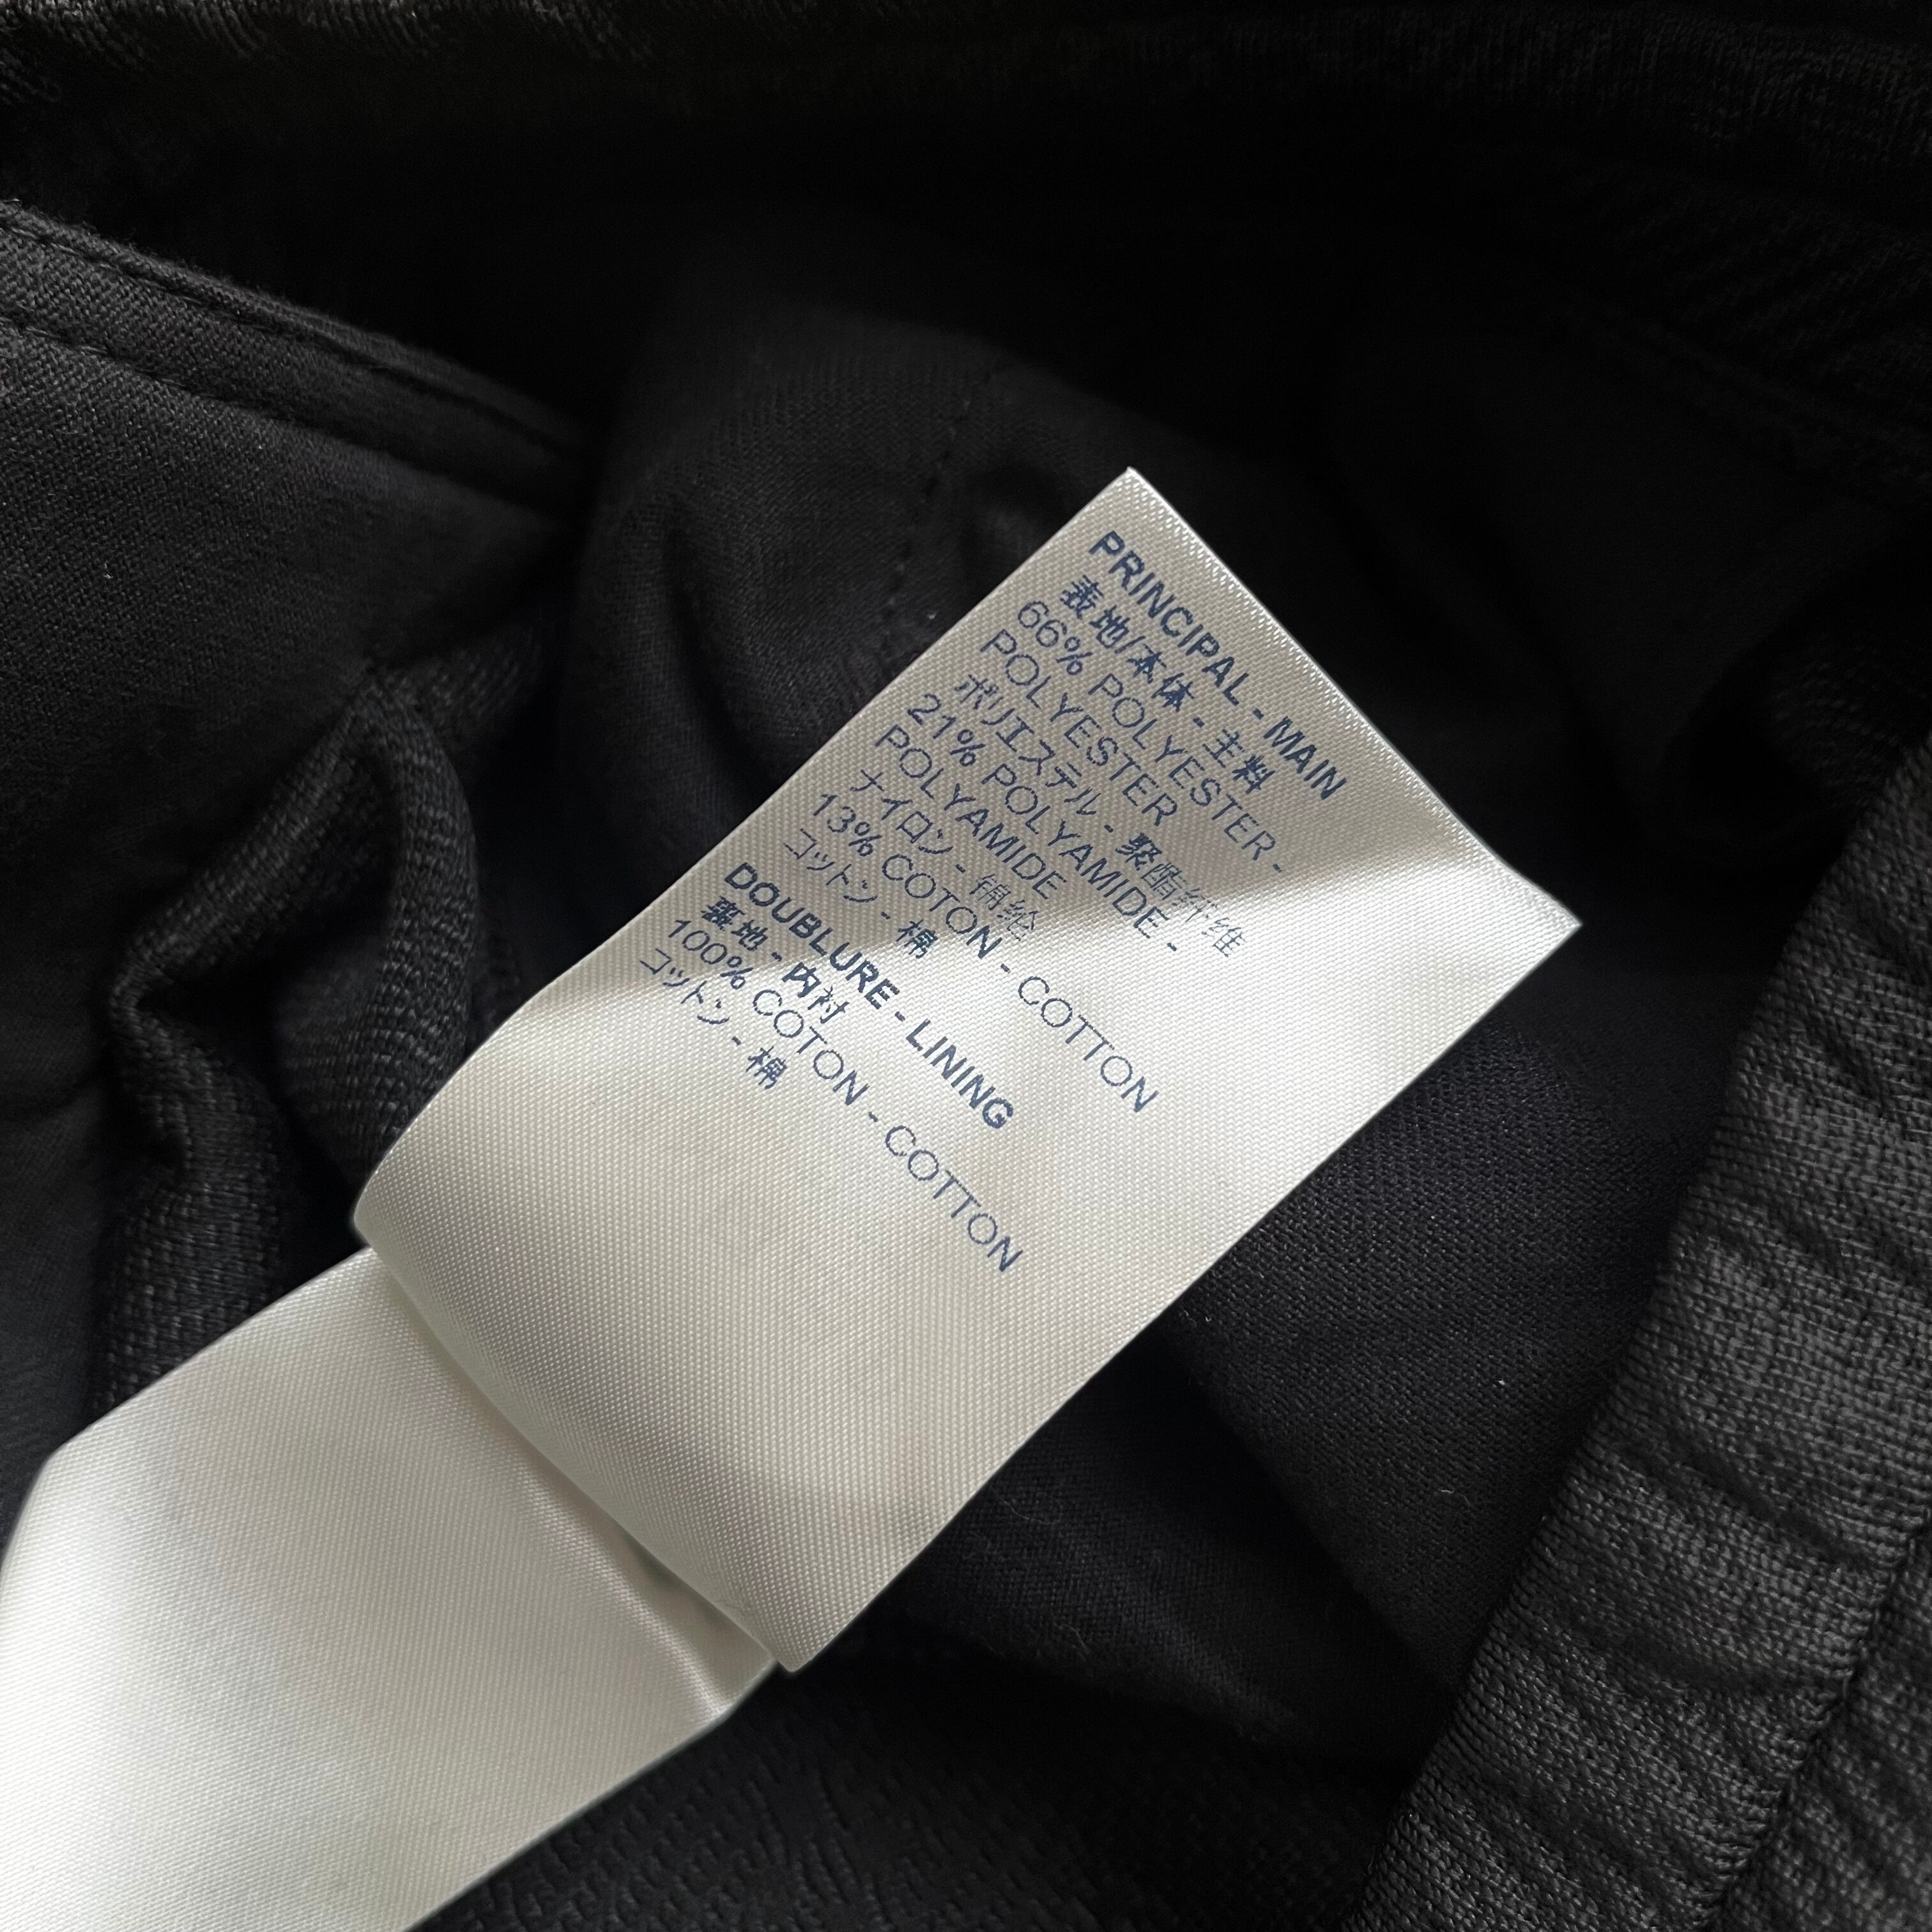 PRINCIPAL - MAIN
表地/本体 - 主料
66% POLYESTER -
POLYESTER
ポリエステル - 聚酯纤维
21% POLYAMIDE -
POLYAMIDE
ナイロン - 锦纶
13% COTON - COTTON
コットン - 棉
DOUBLURE - LINING
裏地 - 内衬
100% COTON - COTTON
コットン - 棉